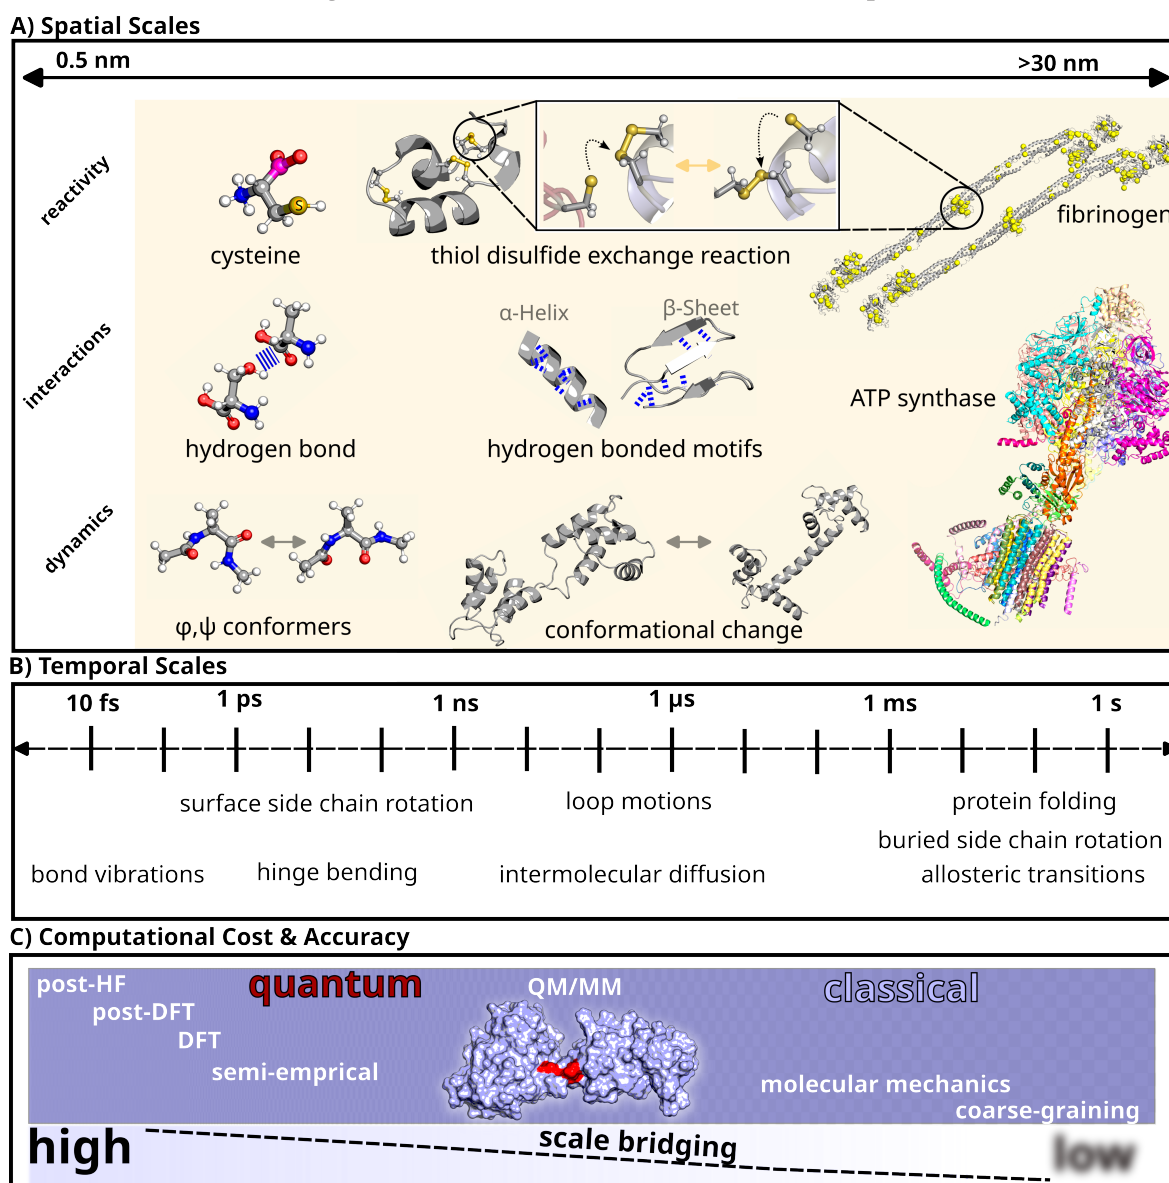 A) Spatial Scales
0.5 nm
>30 nm
reactivity
S
cysteine
thiol disulfide exchange reaction
fibrinogen
interactions
α-Helix
β-Sheet
hydrogen bond
hydrogen bonded motifs
ATP synthase
dynamics
φ,ψ conformers
conformational change
B) Temporal Scales
10 fs
1 ps
1 ns
1 µs
1 ms
1 s
surface side chain rotation
loop motions
protein folding
buried side chain rotation
bond vibrations
hinge bending
intermolecular diffusion
allosteric transitions
C) Computational Cost & Accuracy
post-HF
quantum
QM/MM
classical
post-DFT
DFT
semi-emprical
molecular mechanics
coarse-graining
high
scale bridging
low